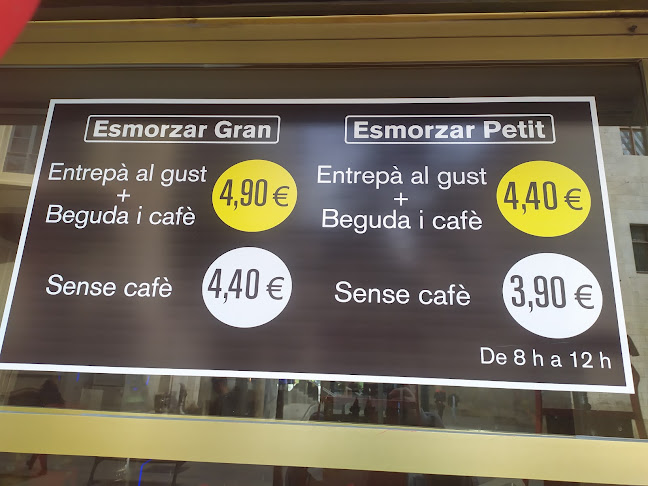 Esmorzar Gran
Entrepà al gust
+
Beguda i cafè
4,90 €
Sense cafè
4,40 €
Esmorzar Petit
Entrepà al gust
+
Beguda i cafè
4,40 €
Sense cafè
3,90 €
De 8 h a 12 h